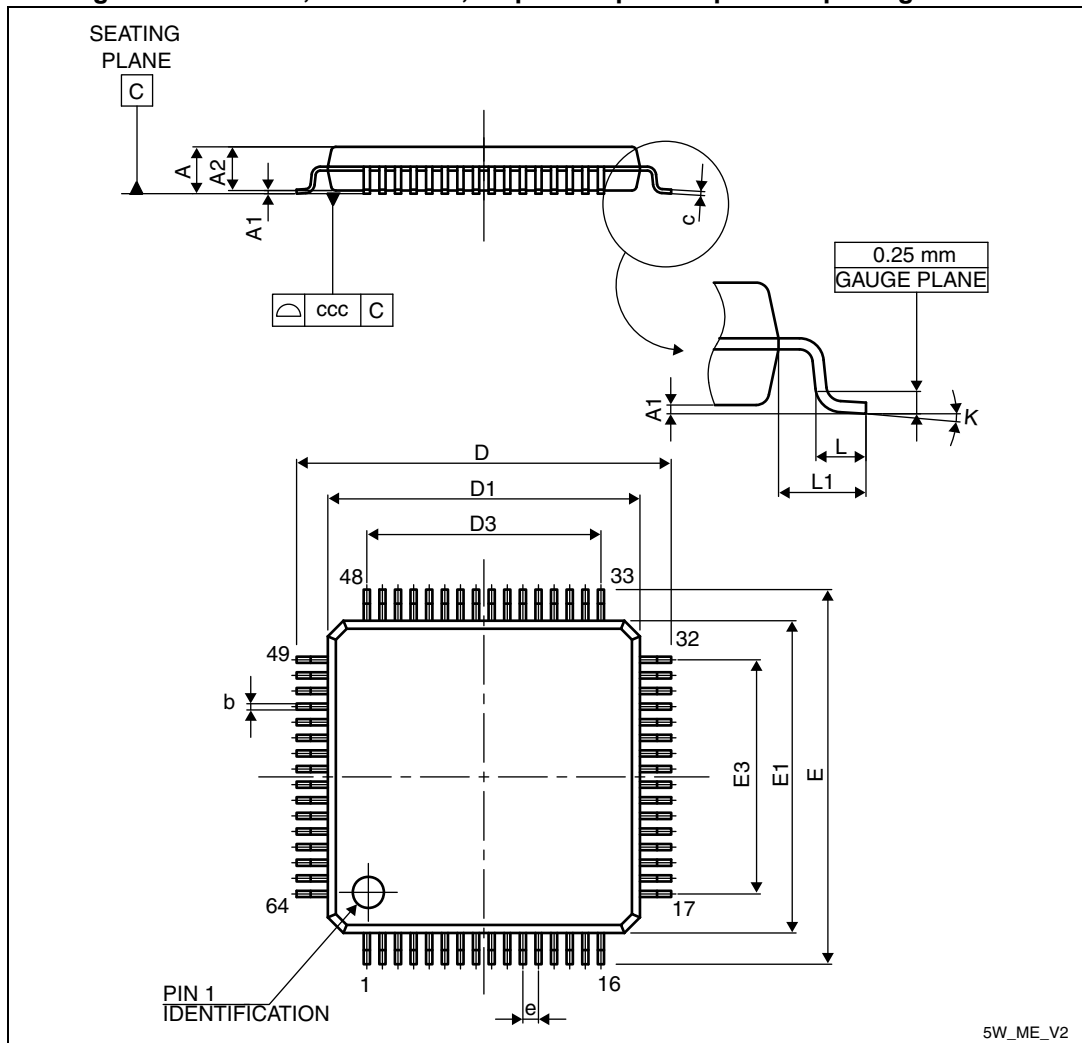 SEATING
PLANE
C
A
A2
A1
c
ccc C
0.25 mm
GAUGE PLANE
A1
K
L
L1
D
D1
D3
48
33
49
32
b
E3
E1
E
64
17
1
16
PIN 1
IDENTIFICATION
e
5W_ME_V2